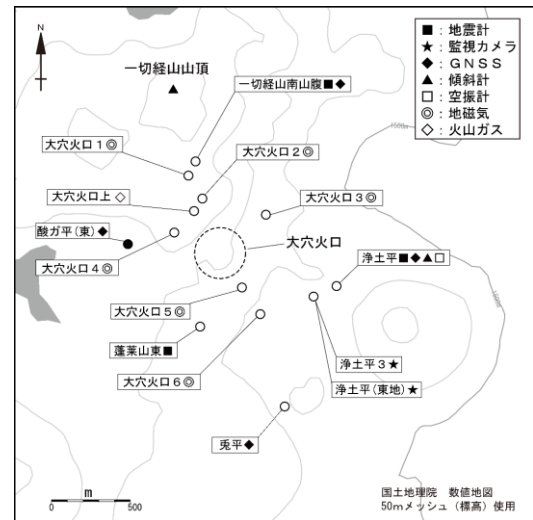 N
一切経山山頂
一切経山南山腹■◆
大穴火口1◎
大穴火口2◎
大穴火口上◇
大穴火口3◎
酸ガ平(東)◆
大穴火口4◎
大穴火口
浄土平■◆▲□
大穴火口5◎
蓬莱山東■
浄土平3★
大穴火口6◎
浄土平(東地)★
兎平◆
■:地震計
★:監視カメラ
◆:GNSS
▲:傾斜計
□:空振計
◎:地磁気
◇:火山ガス
1500m
m
0 500
国土地理院 数値地図
50mメッシュ(標高)使用